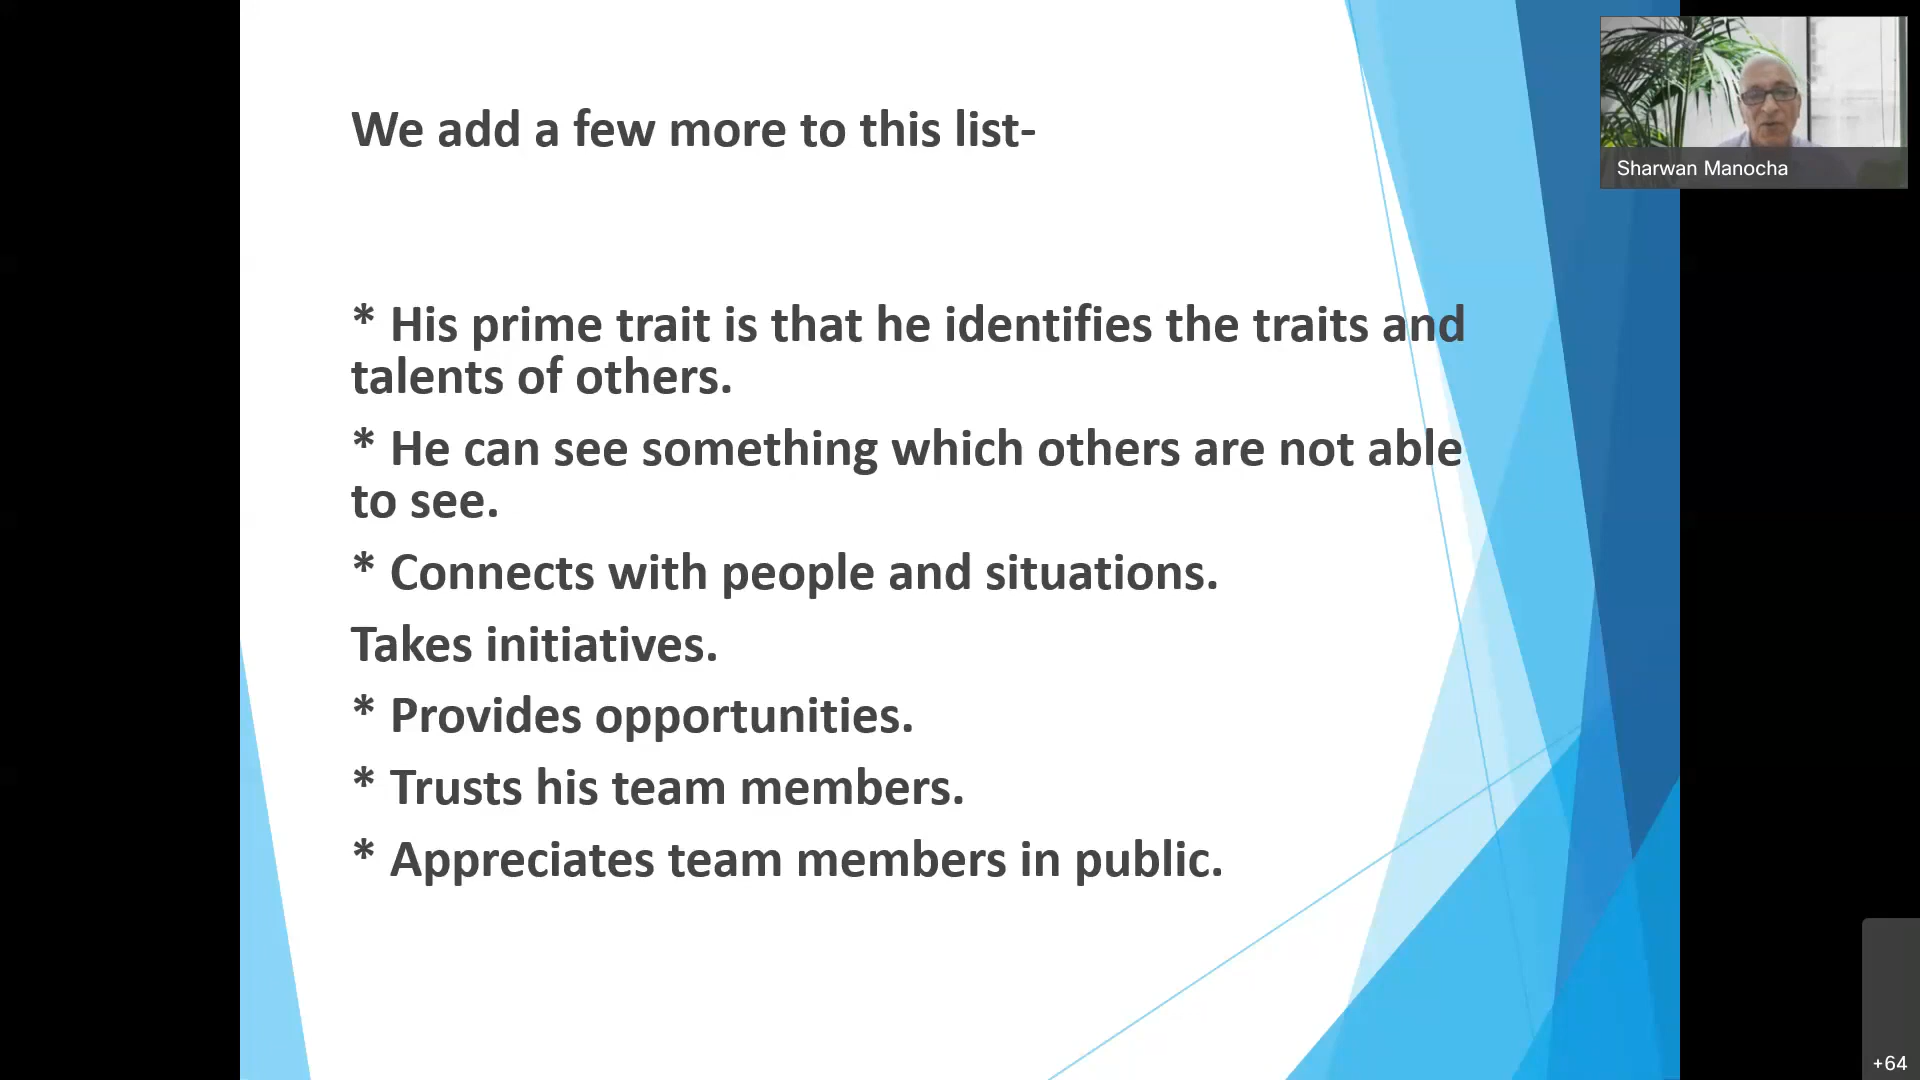 We add a few more to this list-
* His prime trait is that he identifies the traits and
talents of others.
* He can see something which others are not able
to see.
* Connects with people and situations.
Takes initiatives.
* Provides opportunities.
* Trusts his team members.
* Appreciates team members in public.
Sharwan Manocha
+64